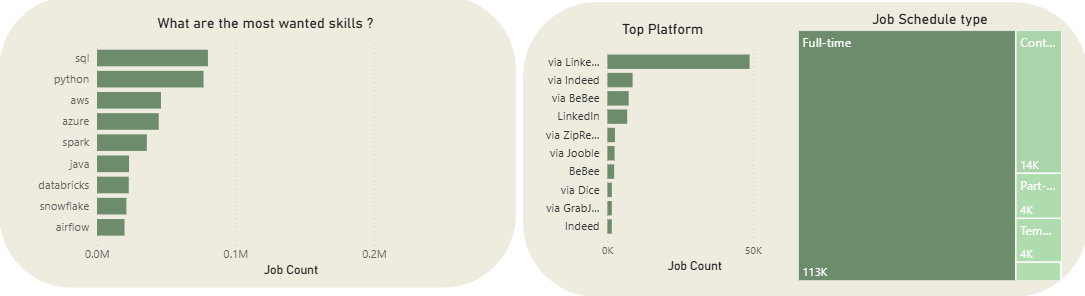 What are the most wanted skills ?
sql
python
aws
azure
spark
java
databricks
snowflake
airflow
0.0M 0.1M 0.2M
Job Count
Top Platform
via Linke...
via Indeed
via BeBee
LinkedIn
via ZipRe...
via Jooble
BeBee
via Dice
via GrabJ...
Indeed
0K 50K
Job Count
Job Schedule type
Full-time
113K
Cont...
14K
Part-...
4K
Tem...
4K